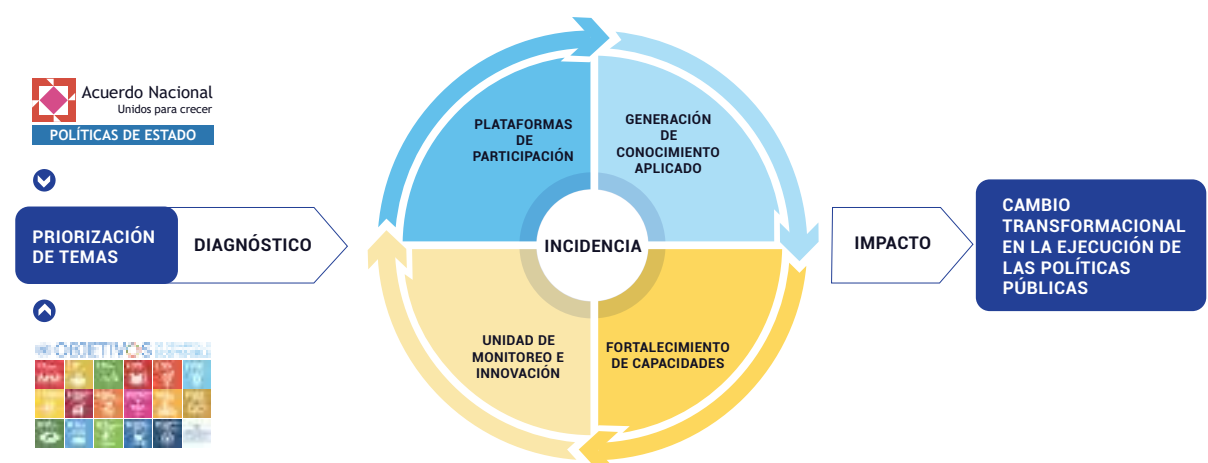 Acuerdo Nacional
Unidos para crecer
POLÍTICAS DE ESTADO
PRIORIZACIÓN
DE TEMAS
DIAGNÓSTICO
OBJETIVOS
PLATAFORMAS
DE
PARTICIPACIÓN
GENERACIÓN
DE
CONOCIMIENTO
APLICADO
INCIDENCIA
UNIDAD DE
MONITOREO E
INNOVACIÓN
FORTALECIMIENTO
DE CAPACIDADES
IMPACTO
CAMBIO
TRANSFORMACIONAL
EN LA EJECUCIÓN DE
LAS POLÍTICAS
PÚBLICAS